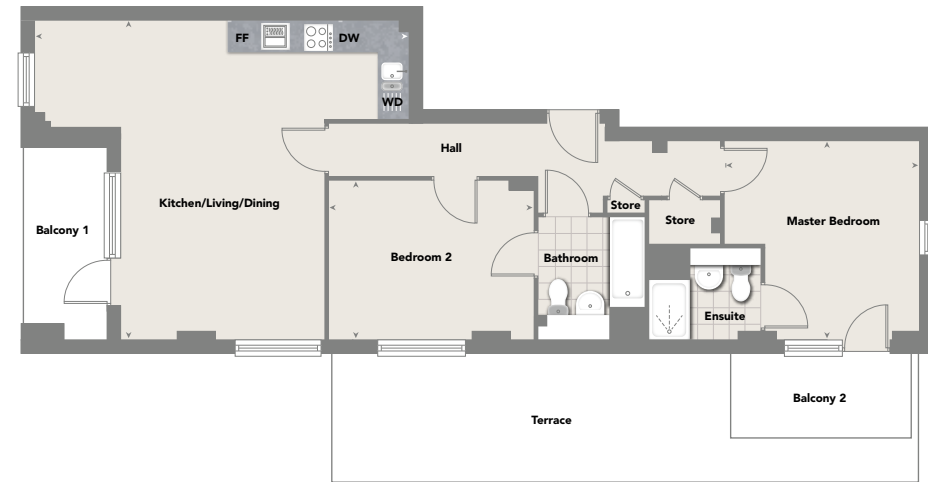 FF
DW
WD
Hall
Kitchen/Living/Dining
Store
Store
Master Bedroom
Balcony 1
Bedroom 2
Bathroom
Ensuite
Balcony 2
Terrace